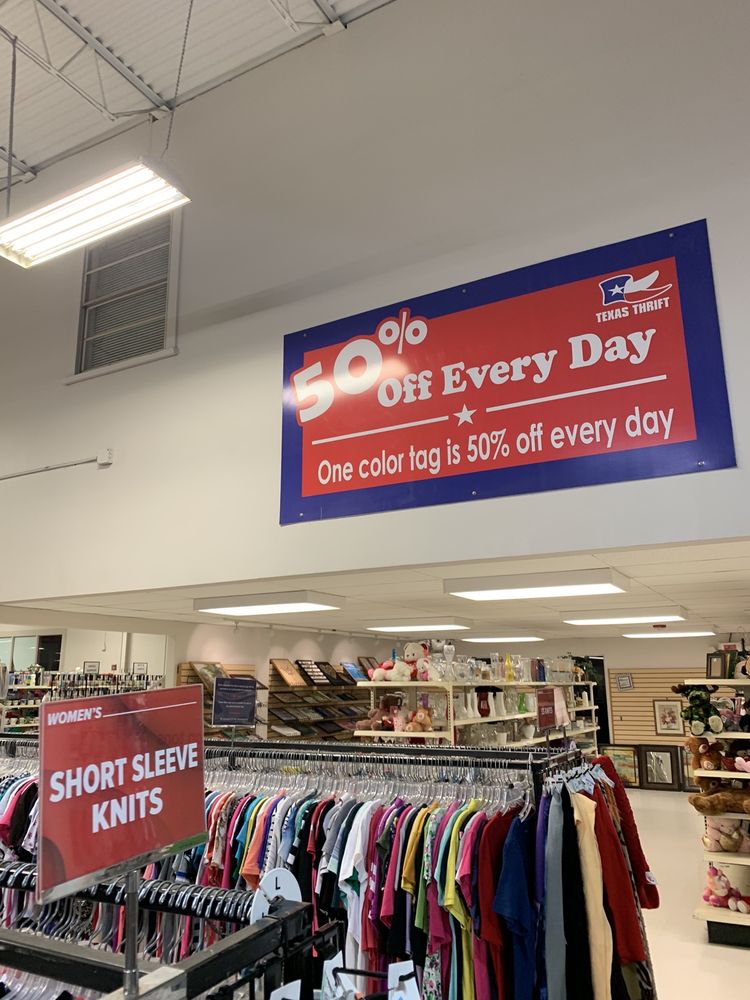 TEXAS THRIFT
50% Off Every Day
One color tag is 50% off every day
WOMEN'S
SHORT SLEEVE
KNITS
L